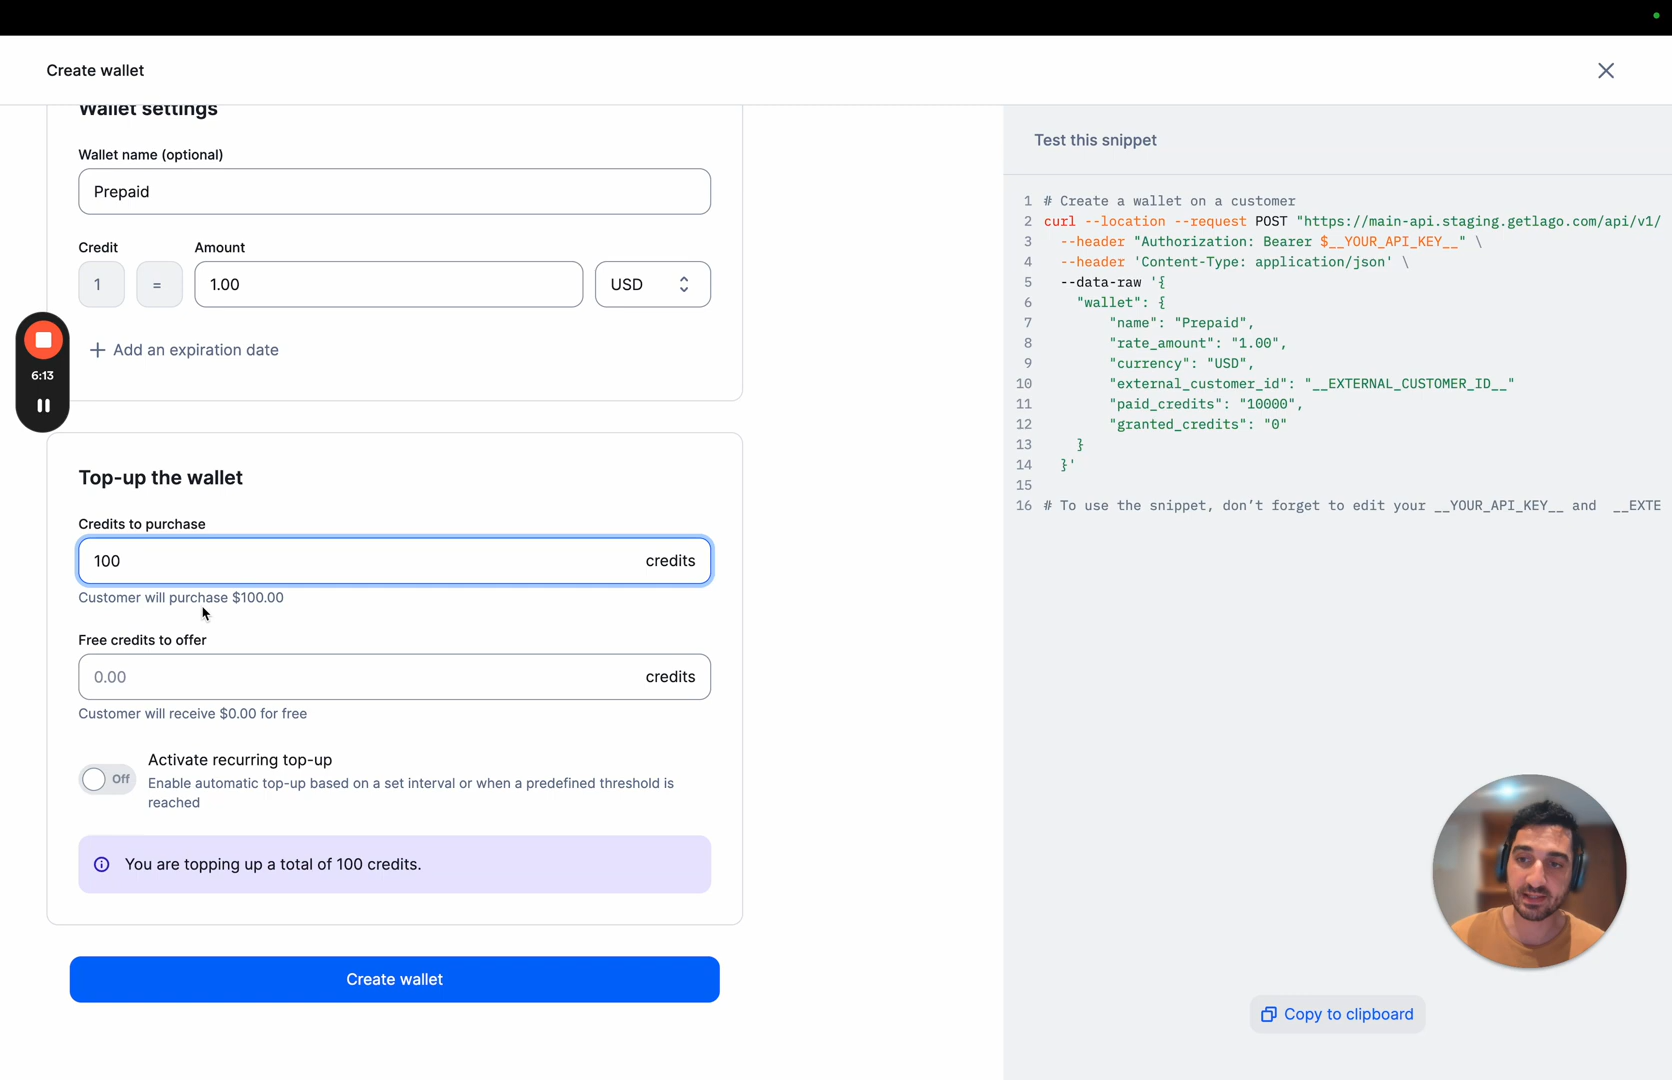 Create wallet
Wallet settings
Wallet name (optional)
Prepaid
Credit Amount
1 = 1.00 USD
Add an expiration date
6:13
Top-up the wallet
Credits to purchase
100 credits
Customer will purchase $100.00
Free credits to offer
0.00 credits
Customer will receive $0.00 for free
Activate recurring top-up
Off
Enable automatic top-up based on a set interval or when a predefined threshold is
reached
You are topping up a total of 100 credits.
Create wallet
Test this snippet
1 # Create a wallet on a customer
2 curl --location --request POST "https://main-api.staging.getlago.com/api/v1/
3 --header "Authorization: Bearer $__YOUR_API_KEY__" \
4 --header 'Content-Type: application/json' \
5 --data-raw '{
6 "wallet": {
7 "name": "Prepaid",
8 "rate_amount": "1.00",
9 "currency": "USD",
10 "external_customer_id": "__EXTERNAL_CUSTOMER_ID__"
11 "paid_credits": "10000",
12 "granted_credits": "0"
13 }
14 }'
15
16 # To use the snippet, don’t forget to edit your __YOUR_API_KEY__ and __EXTE
Copy to clipboard